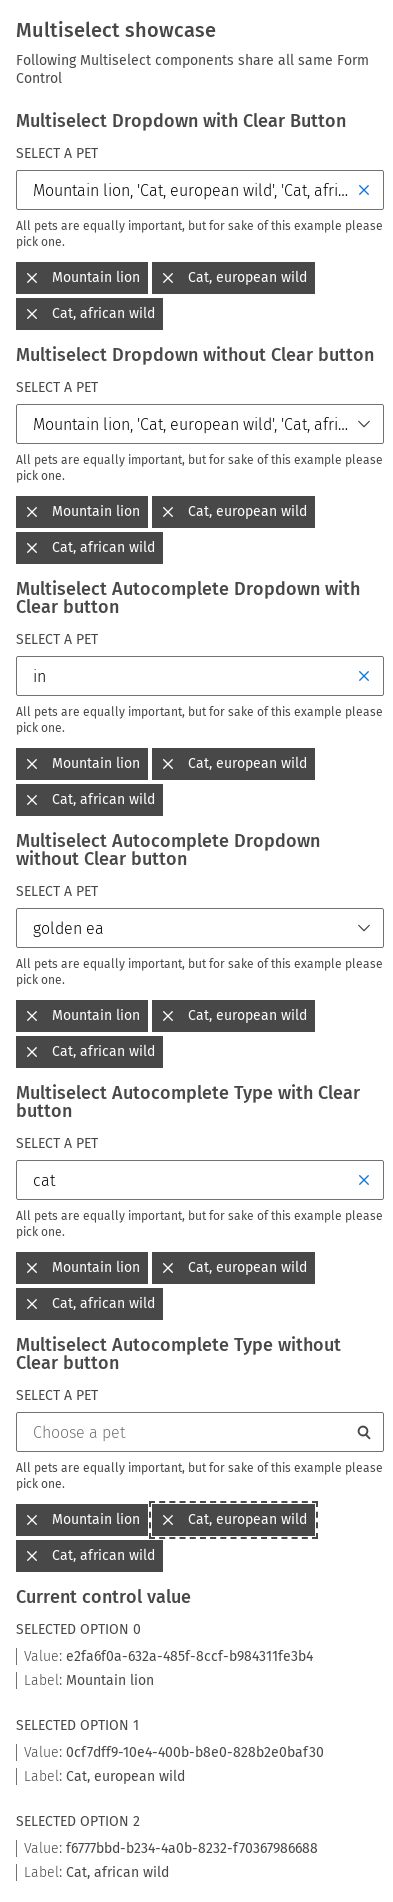 Multiselect showcase
Following Multiselect components share all same Form
Control
Multiselect Dropdown with Clear Button
SELECT A PET
Mountain lion, 'Cat, european wild', 'Cat, afri...
All pets are equally important, but for sake of this example please
pick one.
Mountain lion Cat, european wild
Cat, african wild
Multiselect Dropdown without Clear button
SELECT A PET
Mountain lion, 'Cat, european wild', 'Cat, afri...
All pets are equally important, but for sake of this example please
pick one.
Mountain lion Cat, european wild
Cat, african wild
Multiselect Autocomplete Dropdown with
Clear button
SELECT A PET
in
All pets are equally important, but for sake of this example please
pick one.
Mountain lion Cat, european wild
Cat, african wild
Multiselect Autocomplete Dropdown
without Clear button
SELECT A PET
golden ea
All pets are equally important, but for sake of this example please
pick one.
Mountain lion Cat, european wild
Cat, african wild
Multiselect Autocomplete Type with Clear
button
SELECT A PET
cat
All pets are equally important, but for sake of this example please
pick one.
Mountain lion Cat, european wild
Cat, african wild
Multiselect Autocomplete Type without
Clear button
SELECT A PET
Choose a pet
All pets are equally important, but for sake of this example please
pick one.
Mountain lion Cat, european wild
Cat, african wild
Current control value
SELECTED OPTION 0
Value: e2fa6f0a-632a-485f-8ccf-b984311fe3b4
Label: Mountain lion
SELECTED OPTION 1
Value: 0cf7dff9-10e4-400b-b8e0-828b2e0baf30
Label: Cat, european wild
SELECTED OPTION 2
Value: f6777bbd-b234-4a0b-8232-f70367986688
Label: Cat, african wild